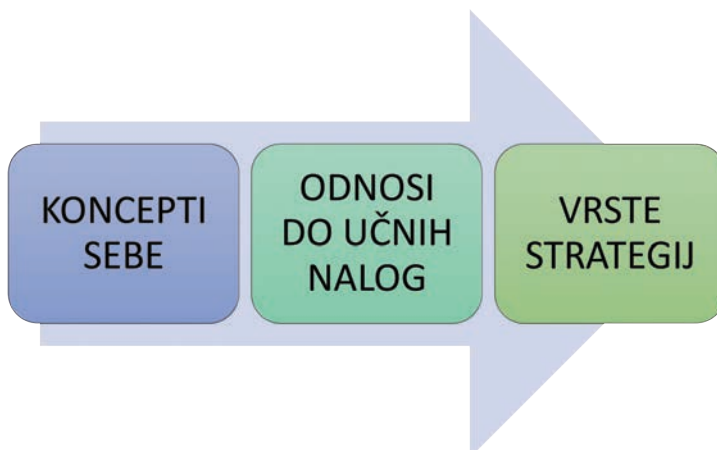 KONCEPTI
SEBE
ODNOSI
DO UČNIH
NALOG
VRSTE
STRATEGIJ